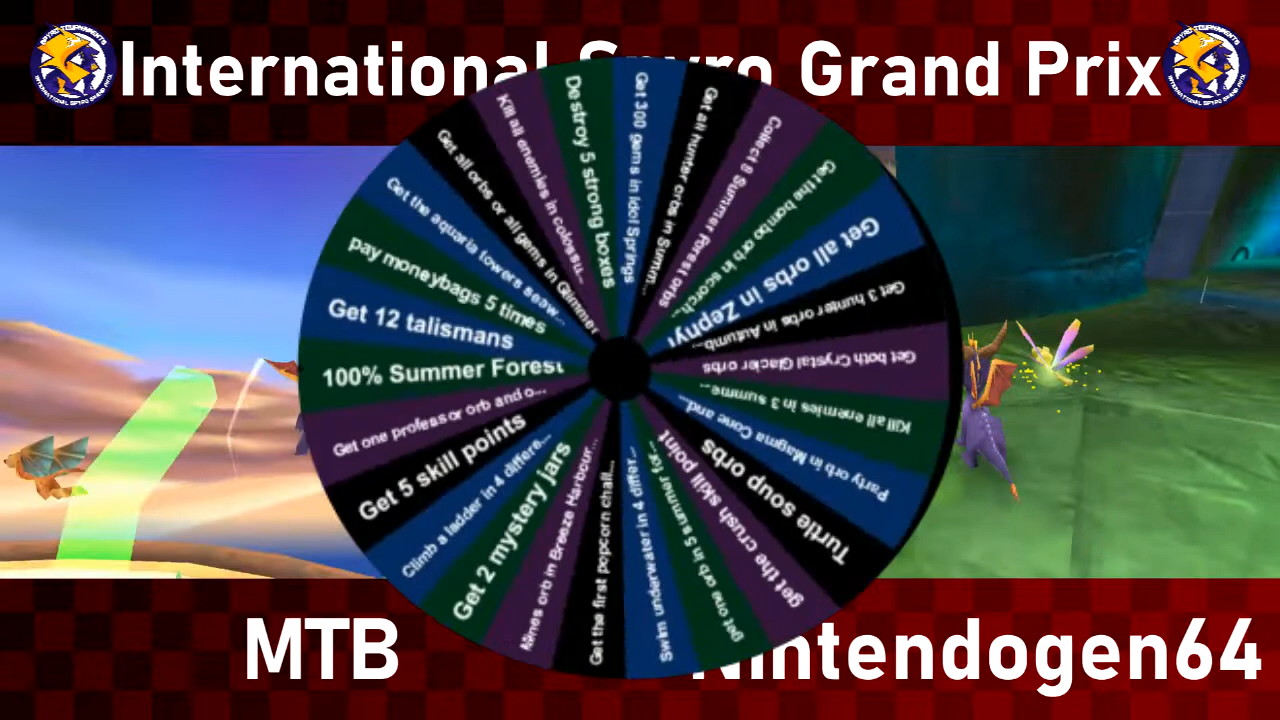 International Spyro Grand Prix
Get 300 gems in Idol Springs
Get all hunter orbs in Summ...
Collect 8 Summer Forest orbs
Get the bombo orb in scorch...
Get all orbs in Zephyr
Get 3 hunter orbs in Autumb...
Get both Crystal Glacier orbs
Kill all enemies in 3 summe...
Party orb in Magma Cone and...
Turtle soup orbs
get the crush skill point
get one orb in 5 summer for...
Swim underwater in 4 differ...
Get the first popcorn chall...
Mines orb in Breeze Harbour...
Get 2 mystery jars
Climb a ladder in 4 differe...
Get 5 skill points
Get one professor orb and o...
100% Summer Forest
Get 12 talismans
pay moneybags 5 times
Get the aquaria towers seaw...
Get all orbs or all gems in Glimme
Kill all enemies in colossu...
Destroy 5 strong boxes
MTB
Nintendogen64